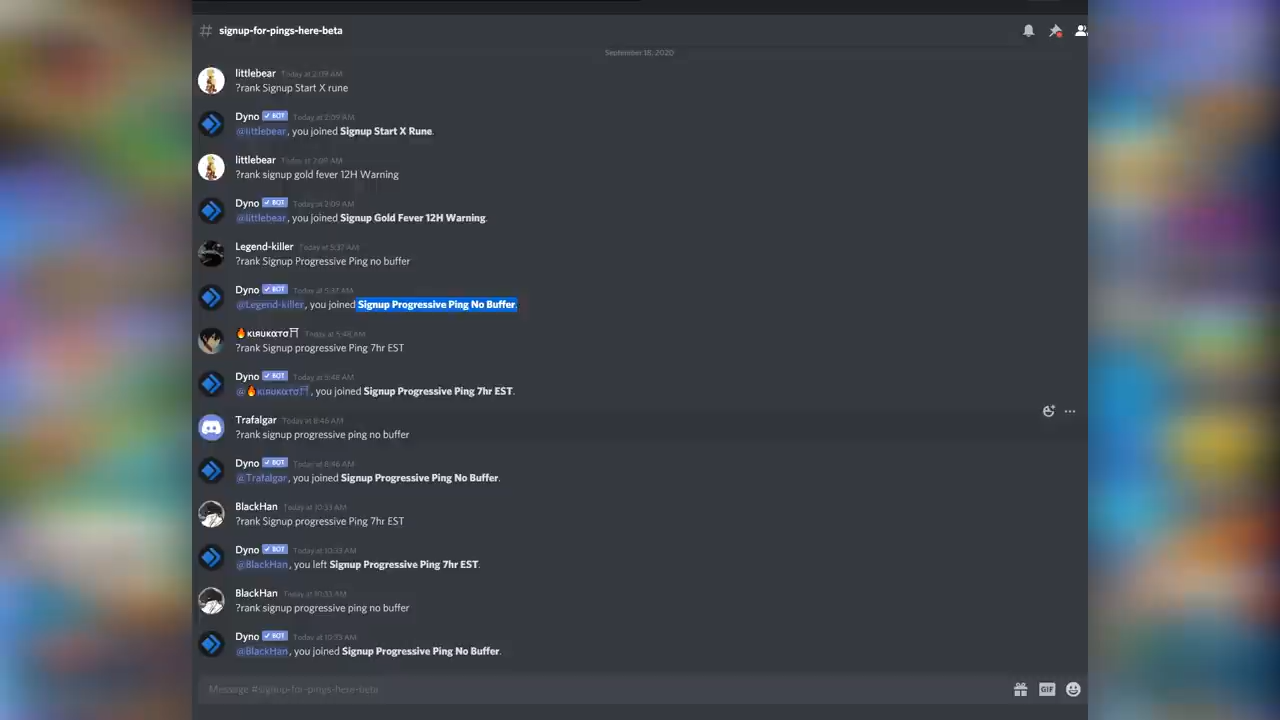 # signup-for-pings-here-beta
September 18, 2020
littlebear Today at 2:09 AM
?rank Signup Start X rune
Dyno BOT Today at 2:09 AM
@littlebear, you joined Signup Start X Rune.
littlebear Today at 2:09 AM
?rank signup gold fever 12H Warning
Dyno BOT Today at 2:09 AM
@littlebear, you joined Signup Gold Fever 12H Warning.
Legend-killer Today at 5:37 AM
?rank Signup Progressive Ping no buffer
Dyno BOT Today at 5:37 AM
@Legend-killer, you joined Signup Progressive Ping No Buffer.
🔥κιяυκατσ⛩ Today at 5:48 AM
?rank Signup progressive Ping 7hr EST
Dyno BOT Today at 5:48 AM
@🔥κιяυκατσ⛩, you joined Signup Progressive Ping 7hr EST.
Trafalgar Today at 8:46 AM
?rank signup progressive ping no buffer
Dyno BOT Today at 8:46 AM
@Trafalgar, you joined Signup Progressive Ping No Buffer.
BlackHan Today at 10:33 AM
?rank Signup progressive Ping 7hr EST
Dyno BOT Today at 10:33 AM
@BlackHan, you left Signup Progressive Ping 7hr EST.
BlackHan Today at 10:33 AM
?rank signup progressive ping no buffer
Dyno BOT Today at 10:33 AM
@BlackHan, you joined Signup Progressive Ping No Buffer.
Message #signup-for-pings-here-beta
GIF